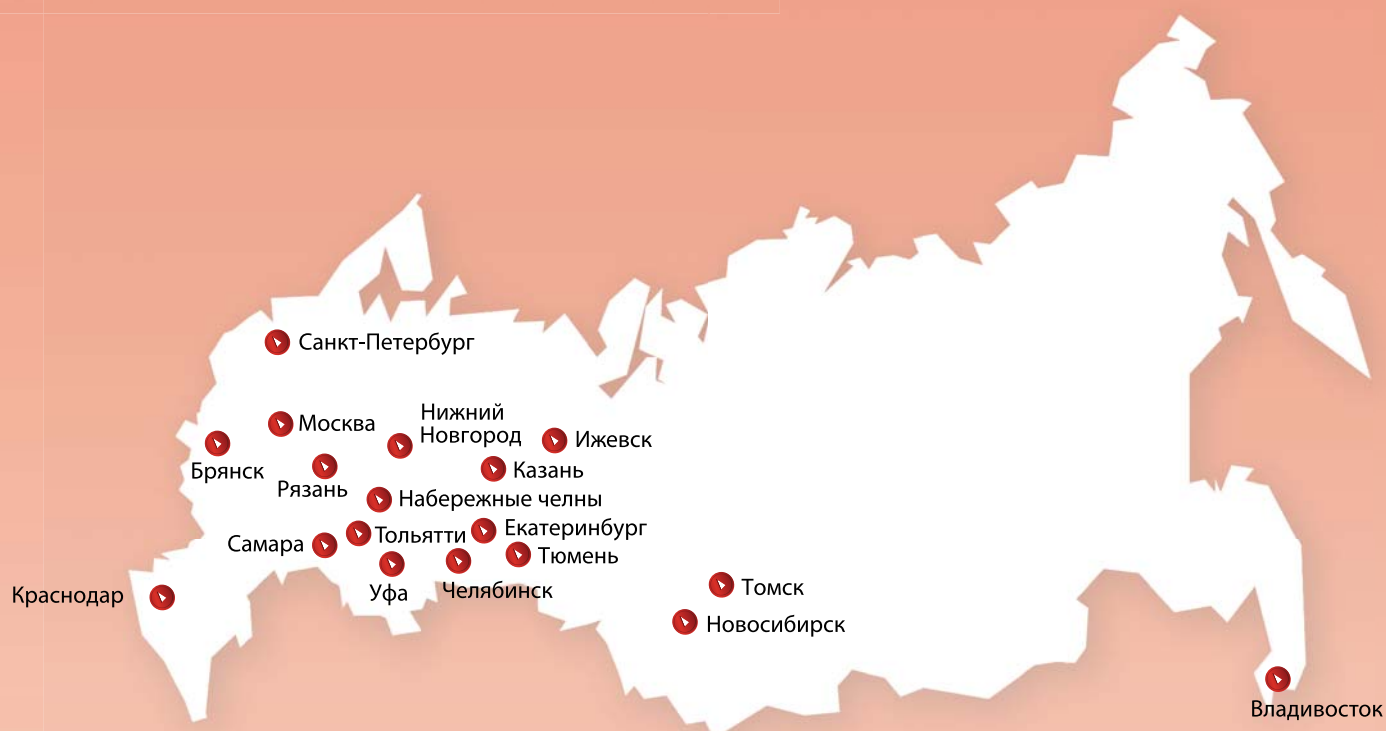 Санкт-Петербург
Москва
Нижний
Новгород
Ижевск
Брянск
Рязань
Казань
Набережные челны
Самара
Тольятти
Екатеринбург
Тюмень
Уфа
Челябинск
Краснодар
Томск
Новосибирск
Владивосток